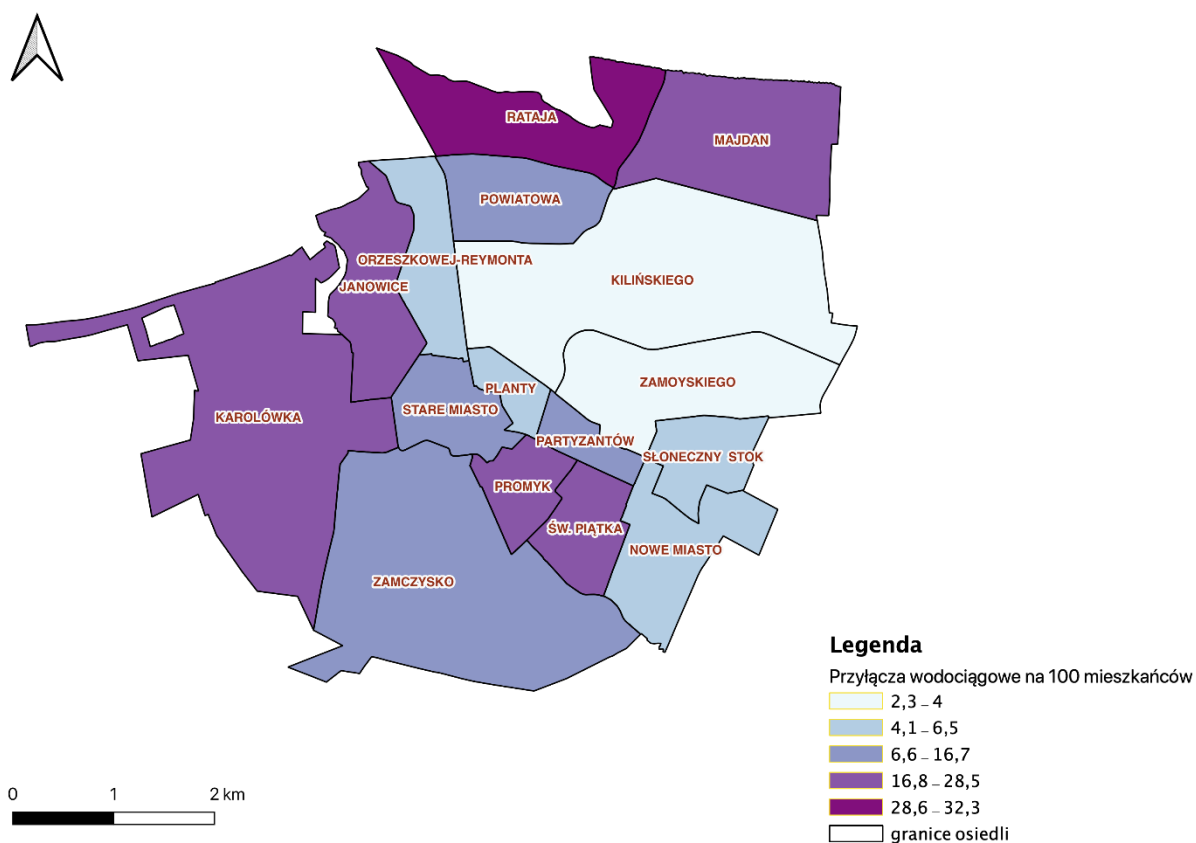 RATAJA
MAJDAN
POWIATOWA
ORZESZKOWEJ-REYMONTA
KILIŃSKIEGO
JANOWICE
ZAMOYSKIEGO
PLANTY
STARE MIASTO
KAROLÓWKA
PARTYZANTÓW
SŁONECZNY STOK
PROMYK
ŚW. PIĄTKA
NOWE MIASTO
ZAMCZYSKO
Legenda
Przyłącza wodociągowe na 100 mieszkańców
2,3 – 4
4,1 – 6,5
6,6 – 16,7
16,8 – 28,5
28,6 – 32,3
granice osiedli
0 1 2 km